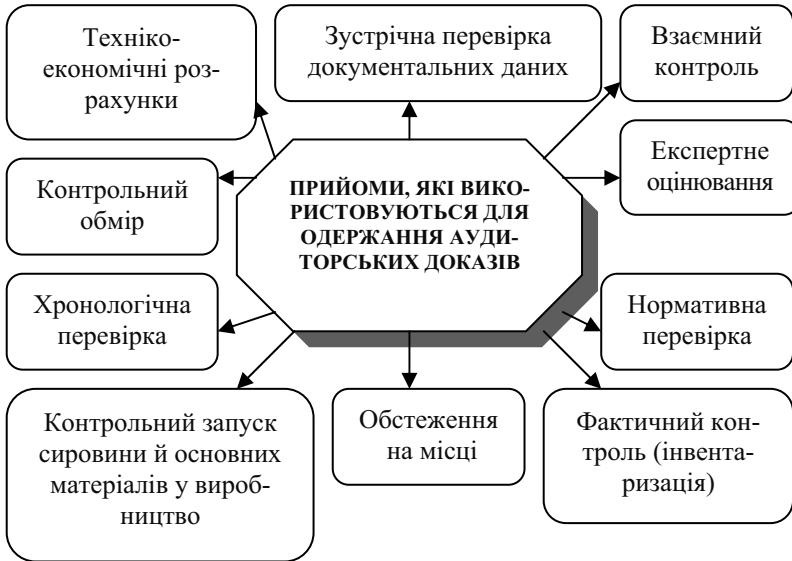 Техніко-
економічні роз-
рахунки
Зустрічна перевірка
документальних даних
Взаємний
контроль
Контрольний
обмір
ПРИЙОМИ, ЯКІ ВИКО-
РИСТОВУЮТЬСЯ ДЛЯ
ОДЕРЖАННЯ АУДИ-
ТОРСЬКИХ ДОКАЗІВ
Експертне
оцінювання
Хронологічна
перевірка
Нормативна
перевірка
Контрольний запуск
сировини й основних
матеріалів у вироб-
ництво
Обстеження
на місці
Фактичний кон-
троль (інвента-
ризація)